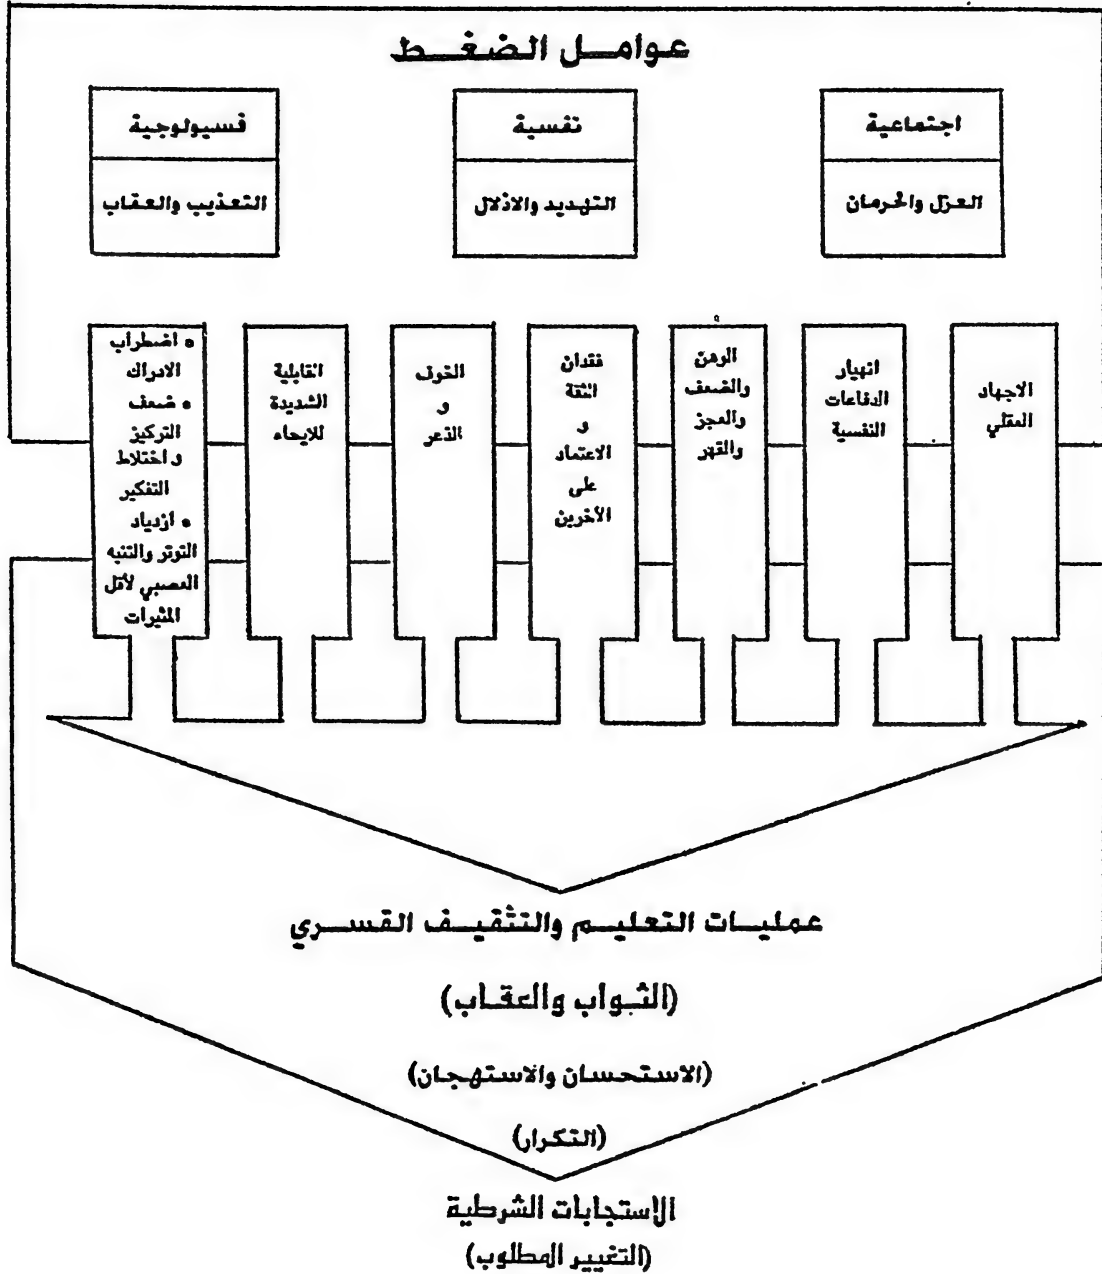 عوامل الضغط
اجتماعية
العزل والحرمان
نفسية
التهديد والاذلال
فسيولوجية
التعذيب والعقاب
الاجهاد
العقلي
انهيار
الدفاعات
النفسية
الوهن
والضعف
والعجز
والقهر
فقدان
الثقة
و
الاعتماد
على
الآخرين
الخوف
و
الذعر
القابلية
الشديدة
للايحاء
• اضطراب
الادراك
• ضعف
التركيز
واختلاط
التفكير
• ازدياد
التوتر والتنبه
العصبي لأقل
المثيرات
عمليات التعليم والتثقيف القسري
(الثواب والعقاب)
(الاستحسان والاستهجان)
(التكرار)
الاستجابات الشرطية
(التغيير المطلوب)